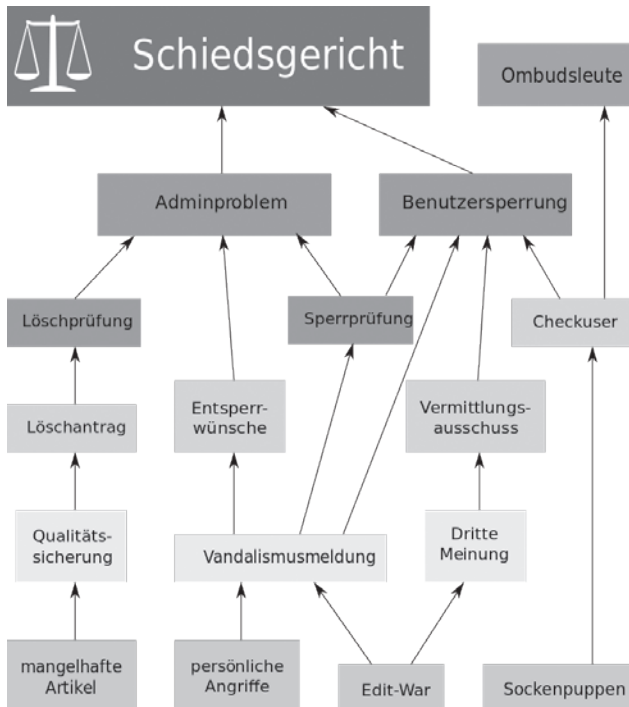 Schiedsgericht
Ombudsleute
Adminproblem
Benutzersperrung
Löschprüfung
Sperrprüfung
Checkuser
Löschantrag
Entsperr-
wünsche
Vermittlungs-
ausschuss
Qualitäts-
sicherung
Vandalismusmeldung
Dritte
Meinung
mangelhafte
Artikel
persönliche
Angriffe
Edit-War
Sockenpuppen